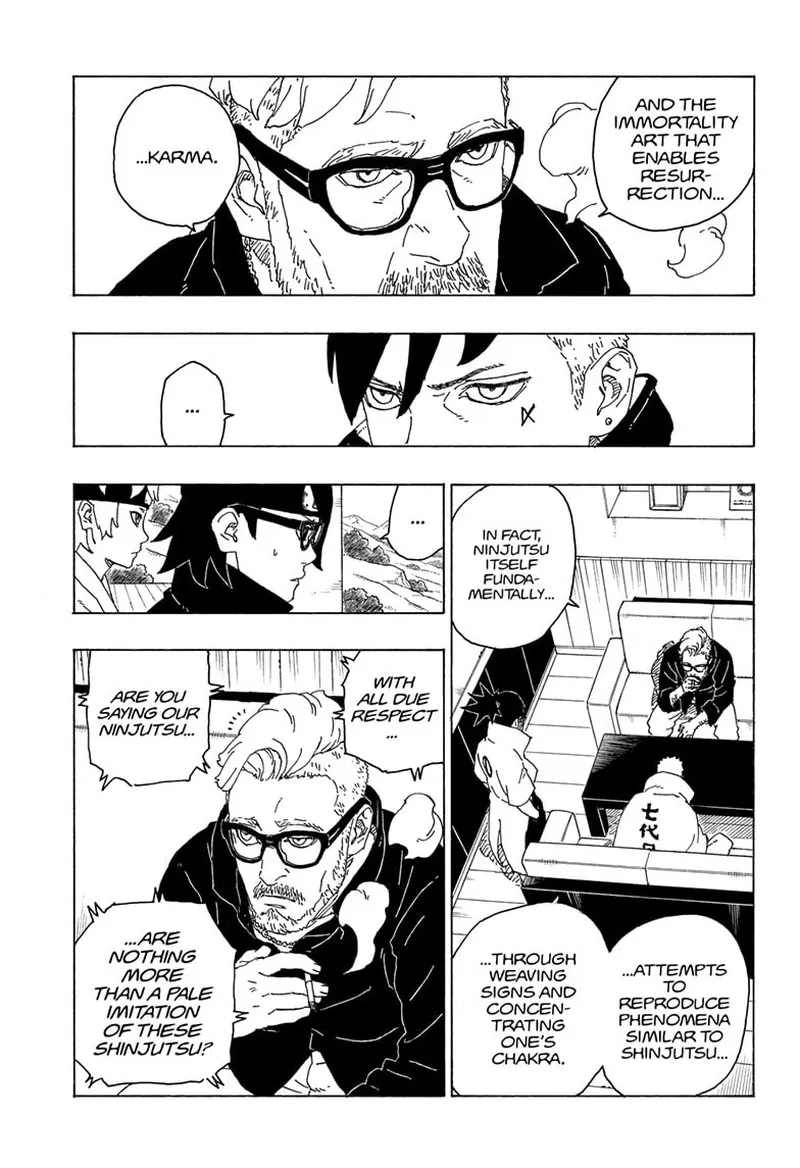 AND THE
IMMORTALITY
ART THAT
ENABLES
RESUR-
RECTION...
...KARMA.
...
IN FACT,
NINJUTSU
ITSELF
FUNDA-
MENTALLY...
...ATTEMPTS
TO
REPRODUCE
PHENOMENA
SIMILAR TO
SHINJUTSU...
...THROUGH
WEAVING
SIGNS AND
CONCEN-
TRATING
ONE'S
CHAKRA.
七代
...
WITH
ALL DUE
RESPECT
...
ARE YOU
SAYING OUR
NINJUTSU...
...ARE
NOTHING
MORE
THAN A PALE
IMITATION
OF THESE
SHINJUTSU?